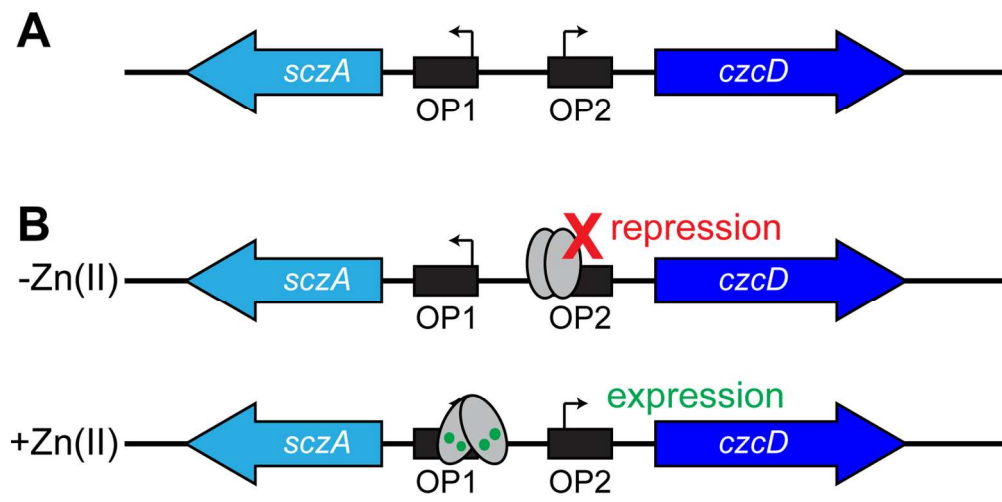 A
sczA
czcD
OP1
OP2
B
-Zn(II)
X repression
sczA
czcD
OP1
OP2
+Zn(II)
expression
sczA
czcD
OP1
OP2